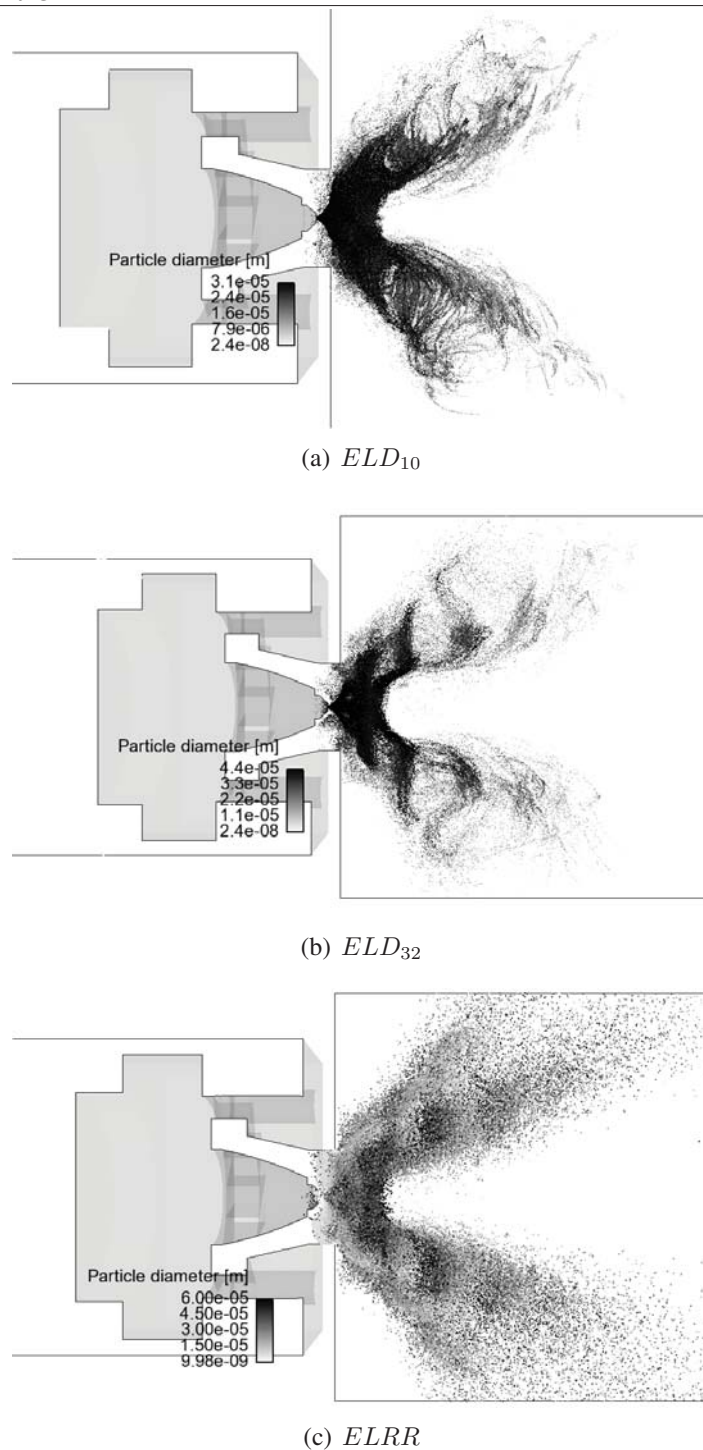 Particle diameter [m]
3.1e-05
2.4e-05
1.6e-05
7.9e-06
2.4e-08
(a) ELD10
Particle diameter [m]
4.4e-05
3.3e-05
2.2e-05
1.1e-05
2.4e-08
(b) ELD32
Particle diameter [m]
6.00e-05
4.50e-05
3.00e-05
1.50e-05
9.98e-09
(c) ELRR